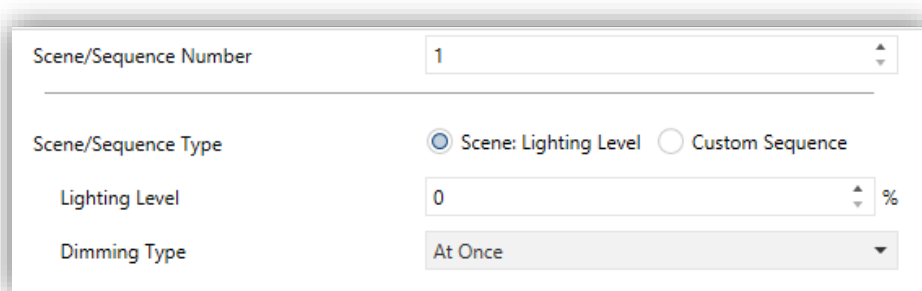 Scene/Sequence Number 1
Scene/Sequence Type Scene: Lighting Level Custom Sequence
Lighting Level 0 %
Dimming Type At Once